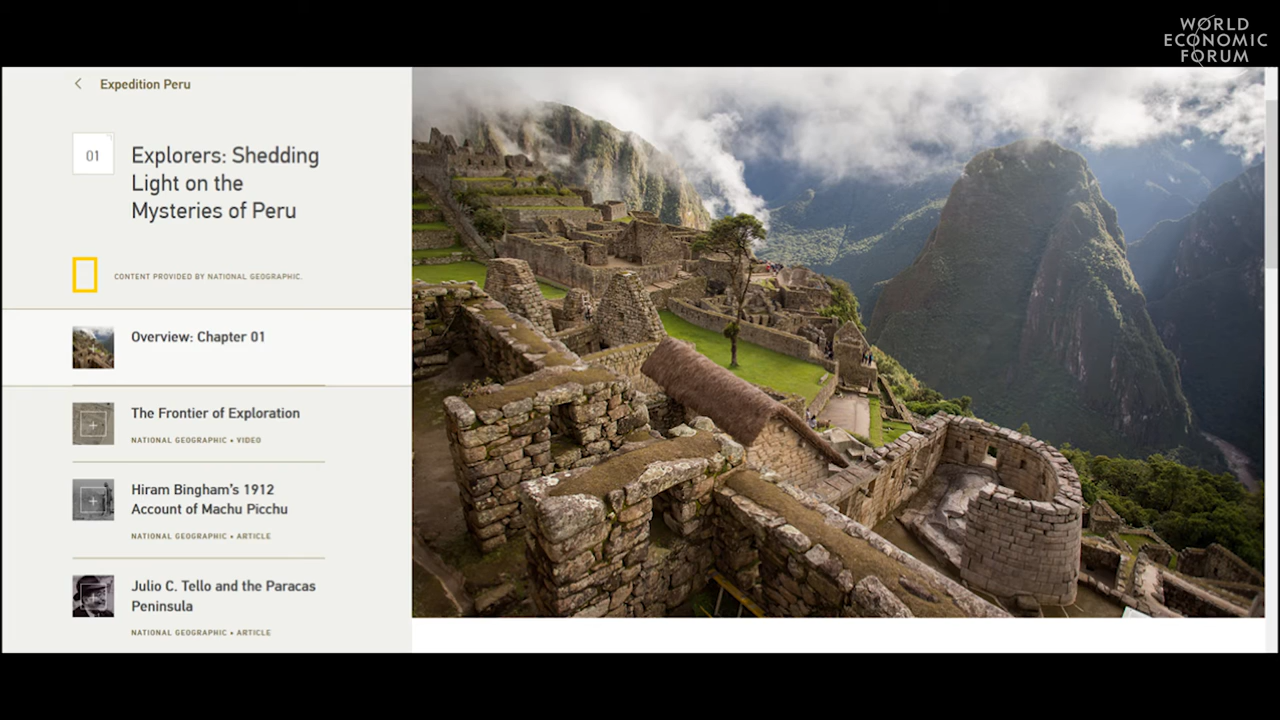 WORLD
ECONOMIC
FORUM
Expedition Peru
01
Explorers: Shedding
Light on the
Mysteries of Peru
CONTENT PROVIDED BY NATIONAL GEOGRAPHIC.
Overview: Chapter 01
The Frontier of Exploration
NATIONAL GEOGRAPHIC • VIDEO
Hiram Bingham's 1912
Account of Machu Picchu
NATIONAL GEOGRAPHIC • ARTICLE
Julio C. Tello and the Paracas
Peninsula
NATIONAL GEOGRAPHIC • ARTICLE